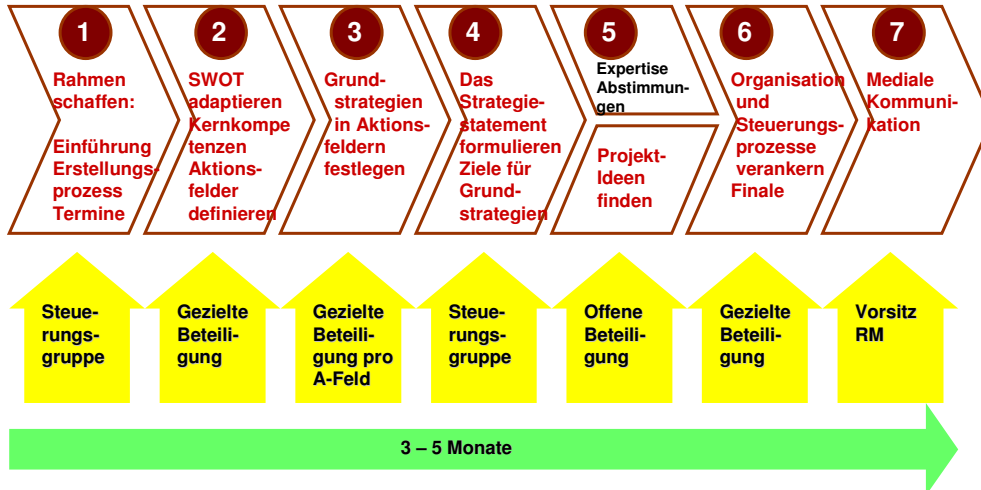 1
Rahmen
schaffen:
Einführung
Erstellungs-
prozess
Termine
2
SWOT
adaptieren
Kernkompe
tenzen
Aktions-
felder
definieren
3
Grund-
strategien
in Aktions-
feldern
festlegen
4
Das
Strategie-
statement
formulieren
Ziele für
Grund-
strategien
5
Expertise
Abstimmun-
gen
Projekt-
Ideen
finden
6
Organisation
und
Steuerungs-
prozesse
verankern
Finale
7
Mediale
Kommuni-
kation
Steue-
rungs-
gruppe
Gezielte
Beteili-
gung
Gezielte
Beteili-
gung pro
A-Feld
Steue-
rungs-
gruppe
Offene
Beteili-
gung
Gezielte
Beteili-
gung
Vorsitz
RM
3 – 5 Monate